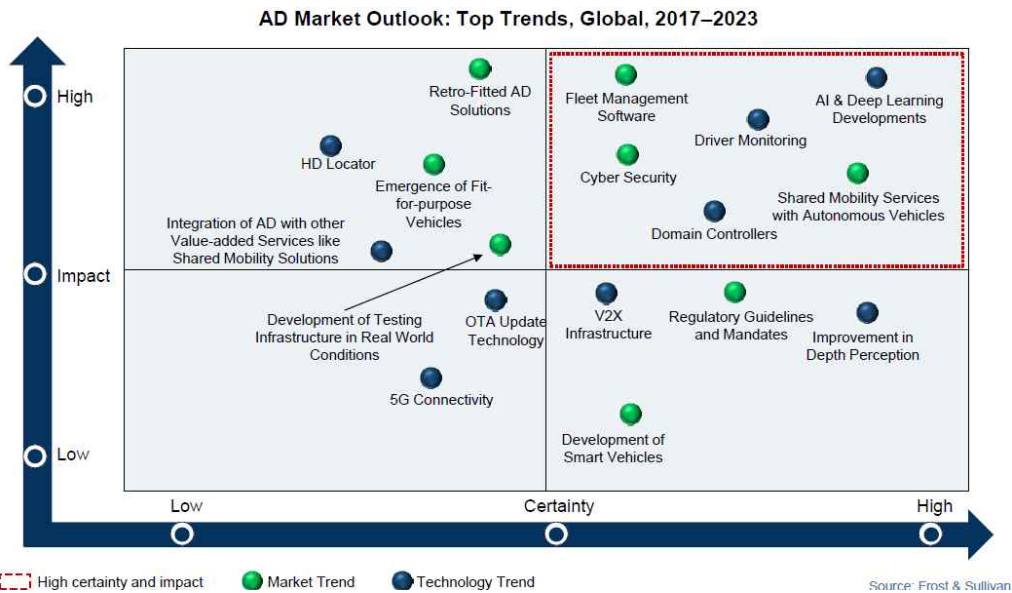 AD Market Outlook: Top Trends, Global, 2017–2023
High
Impact
Low
Retro-Fitted AD
Solutions
HD Locator
Emergence of Fit-
for-purpose
Vehicles
Integration of AD with other
Value-added Services like
Shared Mobility Solutions
Fleet Management
Software
AI & Deep Learning
Developments
Driver Monitoring
Cyber Security
Shared Mobility Services
with Autonomous Vehicles
Domain Controllers
Development of Testing
Infrastructure in Real World
Conditions
OTA Update
Technology
5G Connectivity
V2X
Infrastructure
Regulatory Guidelines
and Mandates
Improvement in
Depth Perception
Development of
Smart Vehicles
Low
Certainty
High
High certainty and impact
Market Trend
Technology Trend
Source: Frost & Sullivan